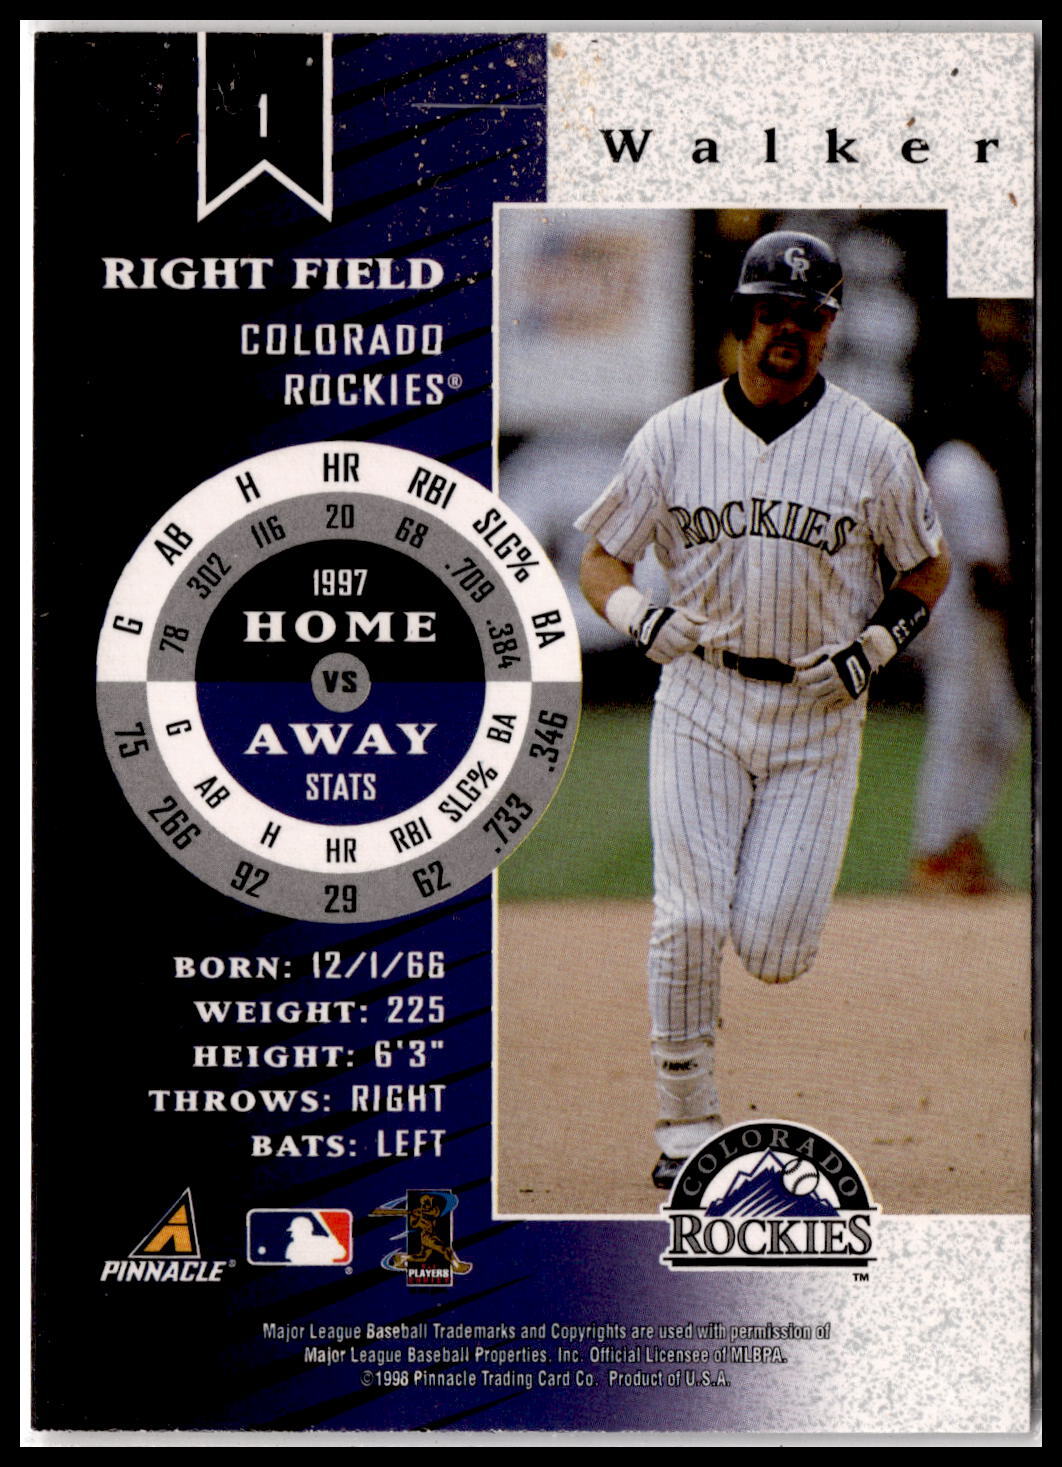 1
Walker
RIGHT FIELD
COLORADO
ROCKIES®
CR
ROCKIES
33
G AB H HR RBI SLG% BA
78 302 116 20 68 .709 .384
1997
HOME
VS
AWAY
STATS
G AB H HR RBI SLG% BA
75 266 92 29 62 .733 .346
BORN: 12/1/66
WEIGHT: 225
HEIGHT: 6'3"
THROWS: RIGHT
BATS: LEFT
COLORADO
ROCKIES
TM
PINNACLE®
®
PLAYERS
Major League Baseball Trademarks and Copyrights are used with permission of
Major League Baseball Properties, Inc. Official Licensee of MLBPA.
©1998 Pinnacle Trading Card Co. Product of U.S.A.